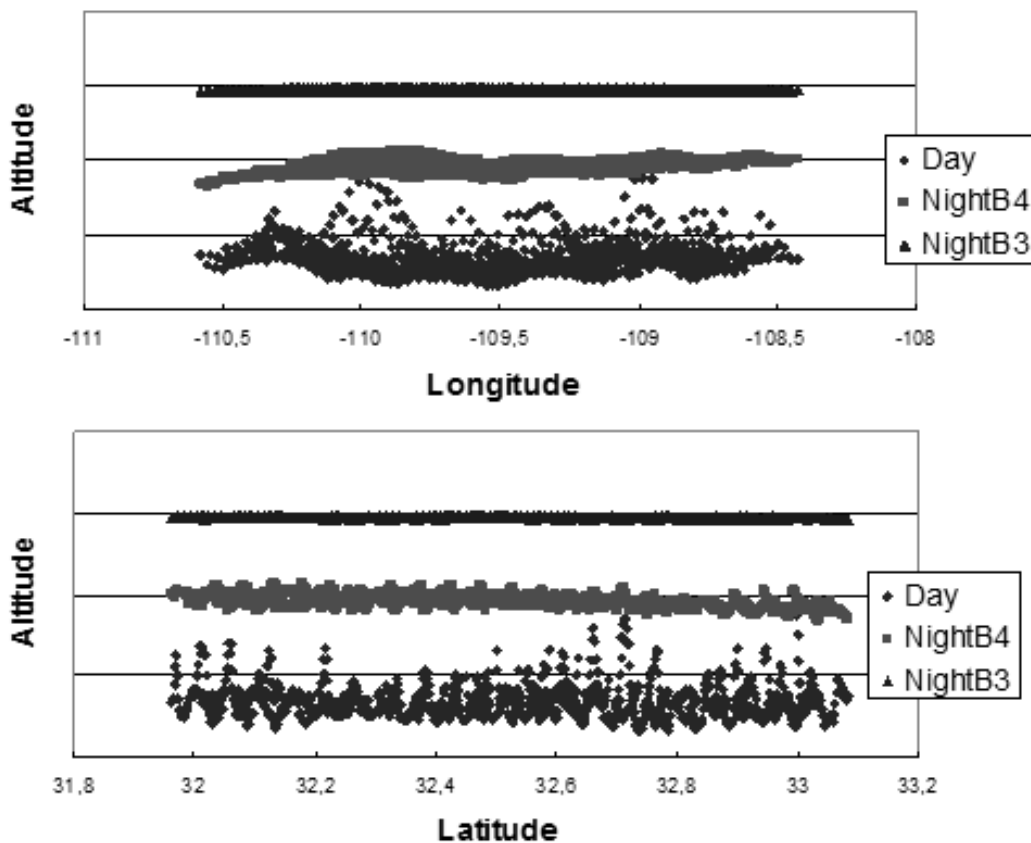 Altitude
Day
NightB4
NightB3
-111
-110,5
-110
-109,5
-109
-108,5
-108
Longitude
Altitude
Day
NightB4
NightB3
31,8
32
32,2
32,4
32,6
32,8
33
33,2
Latitude